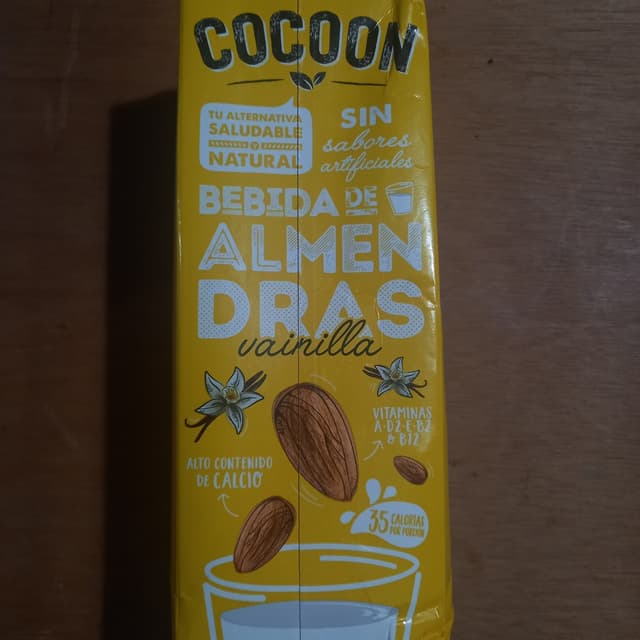 COCOON
TU ALTERNATIVA
SALUDABLE
Y
NATURAL
SIN
sabores
artificiales
BEBIDA DE
ALMEN
DRAS
vainilla
VITAMINAS
A·D2·E·B2
& B12
ALTO CONTENIDO
DE CALCIO
35 CALORÍAS
POR PORCIÓN